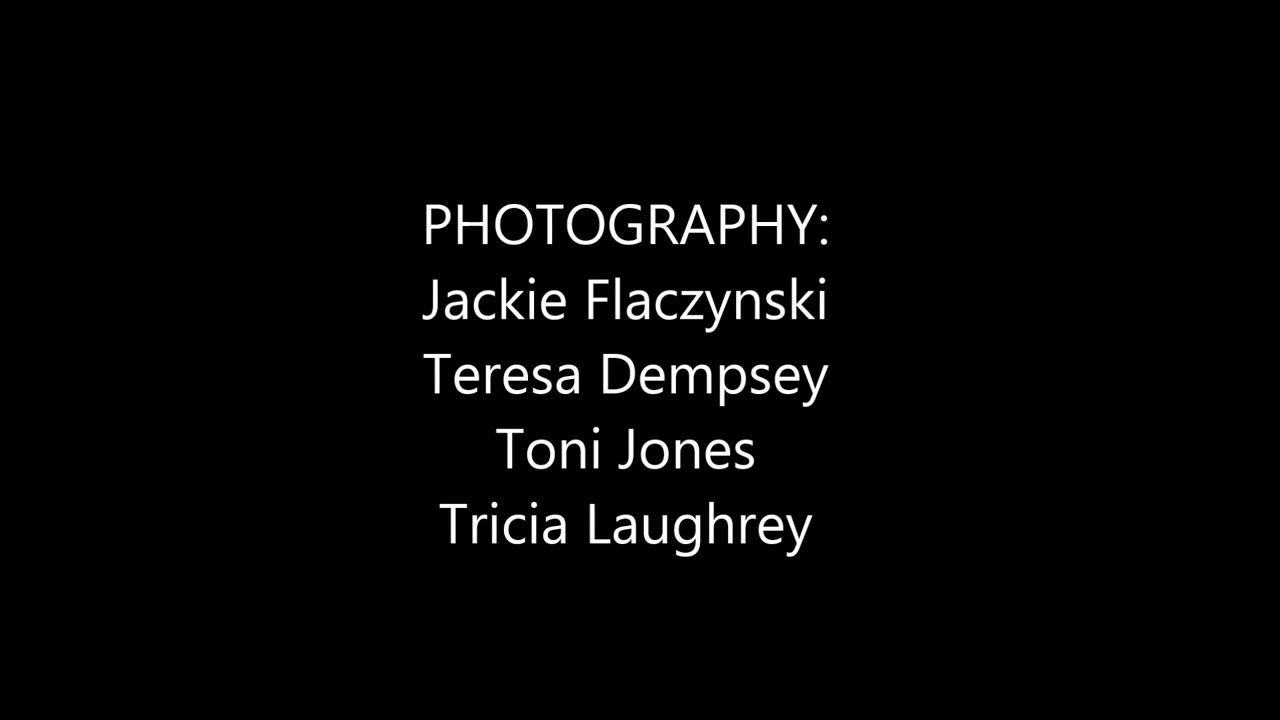 PHOTOGRAPHY:
Jackie Flaczynski
Teresa Dempsey
Toni Jones
Tricia Laughrey